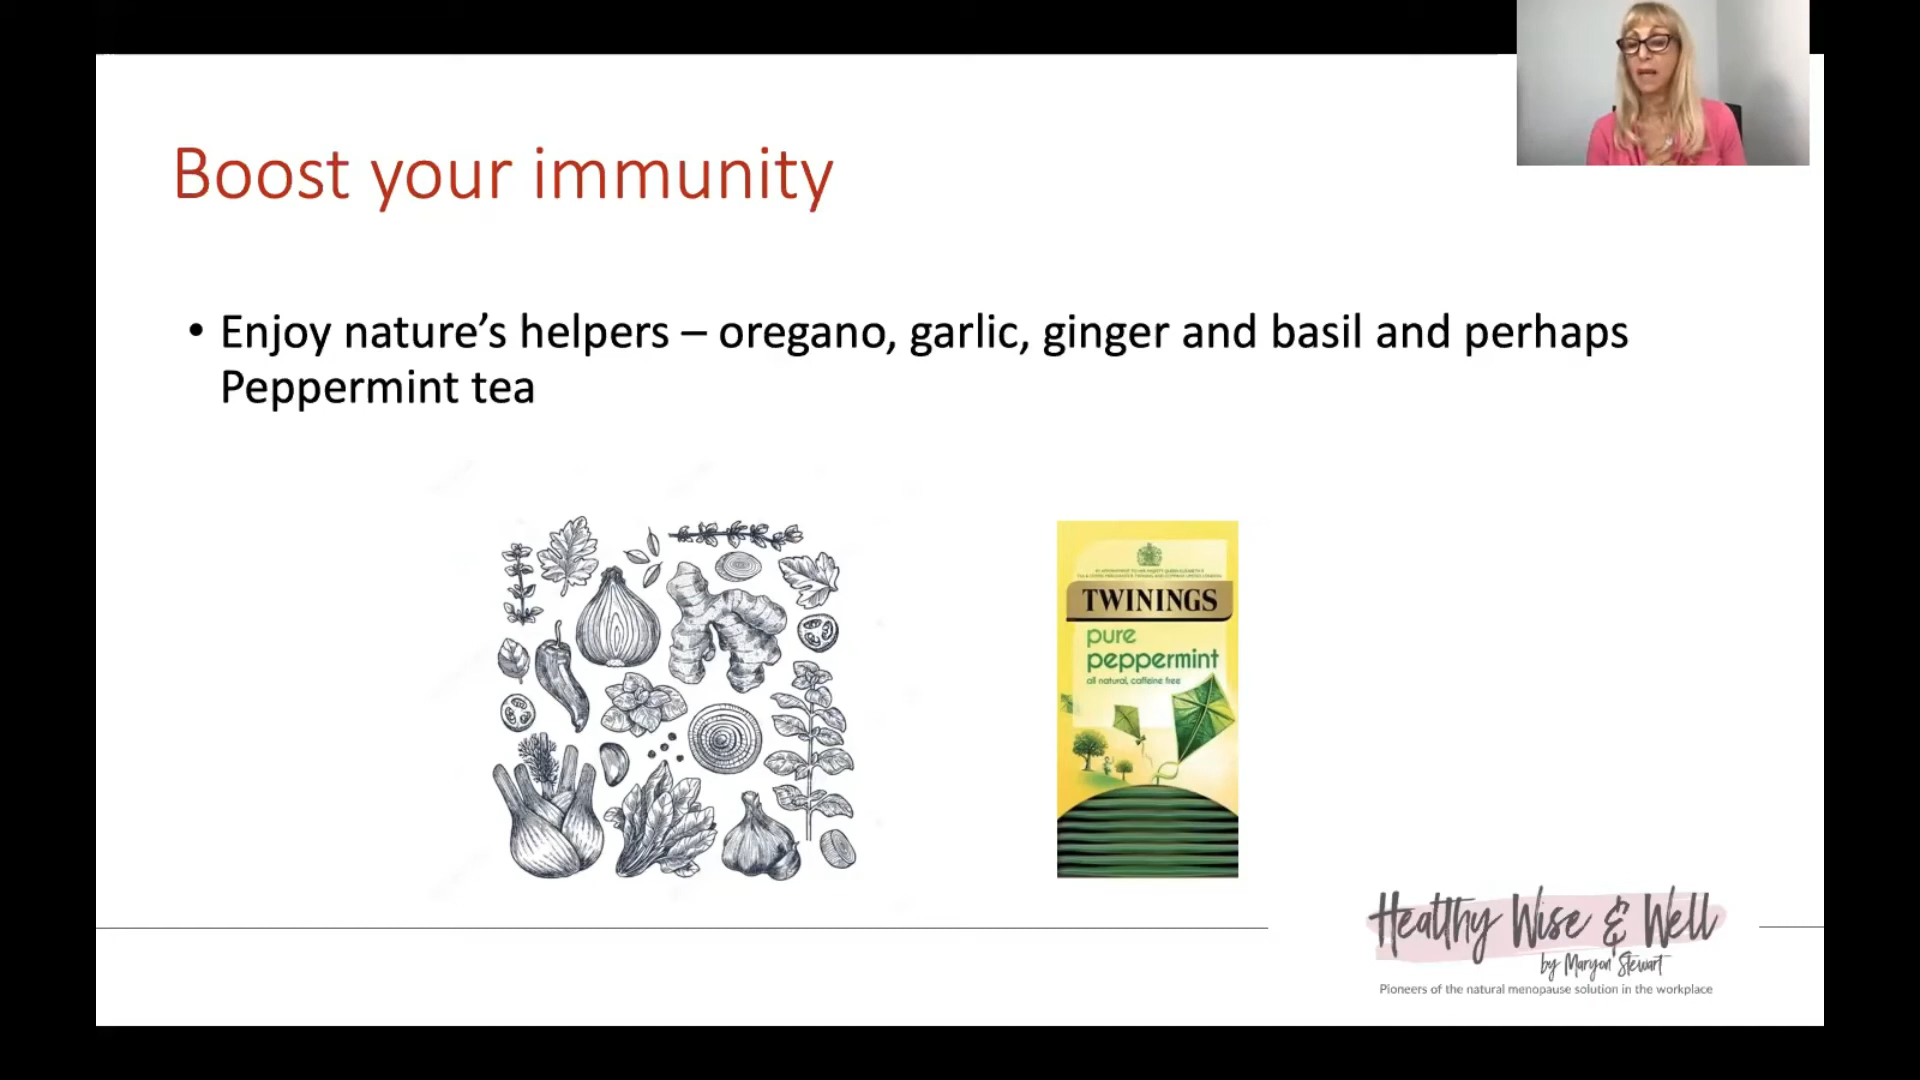 Boost your immunity
• Enjoy nature’s helpers – oregano, garlic, ginger and basil and perhaps
Peppermint tea
TWININGS
pure
peppermint
all natural, caffeine free
Healthy Wise & Well
by Maryon Stewart
Pioneers of the natural menopause solution in the workplace